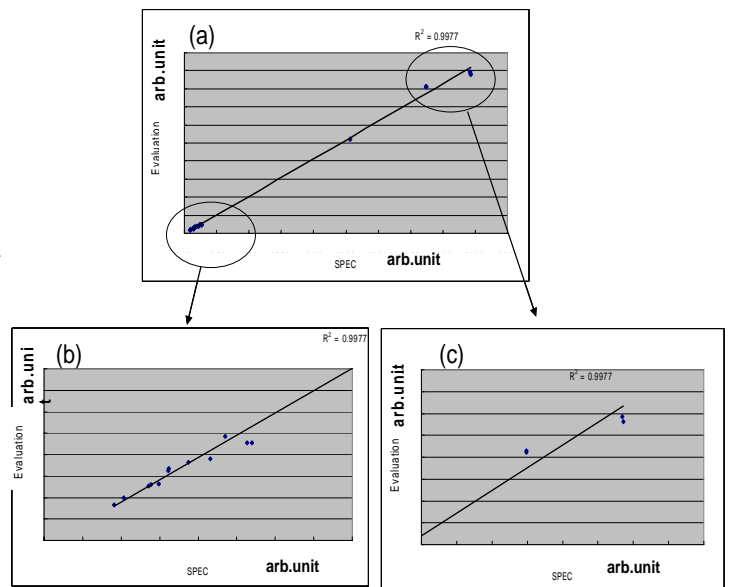 (a)
R² = 0.9977
arb.unit
Evaluation
SPEC
arb.unit
(b)
R² = 0.9977
arb.unit
Evaluation
SPEC
arb.unit
(c)
R² = 0.9977
arb.unit
Evaluation
SPEC
arb.unit